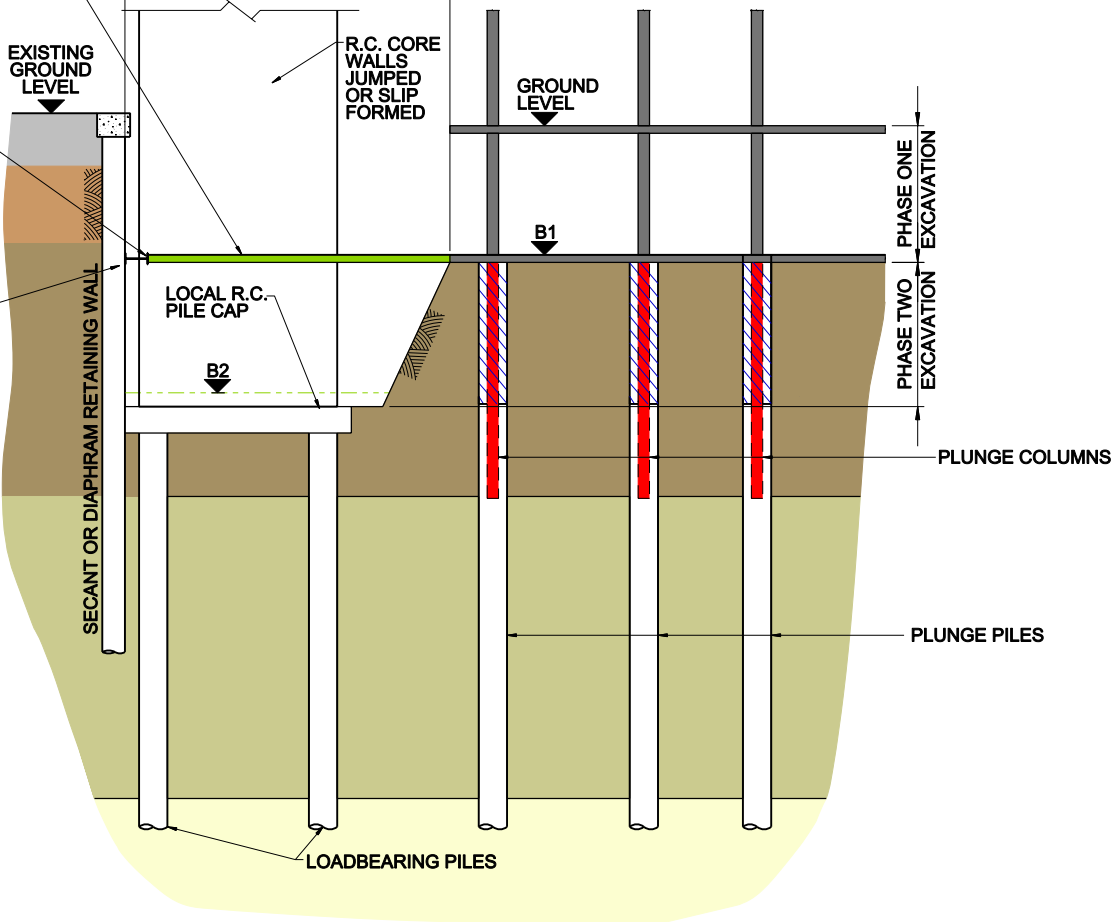 EXISTING
GROUND
LEVEL
R.C. CORE
WALLS
JUMPED
OR SLIP
FORMED
GROUND
LEVEL
PHASE ONE
EXCAVATION
B1
LOCAL R.C.
PILE CAP
PHASE TWO
EXCAVATION
B2
SECANT OR DIAPHRAM RETAINING WALL
PLUNGE COLUMNS
PLUNGE PILES
LOADBEARING PILES